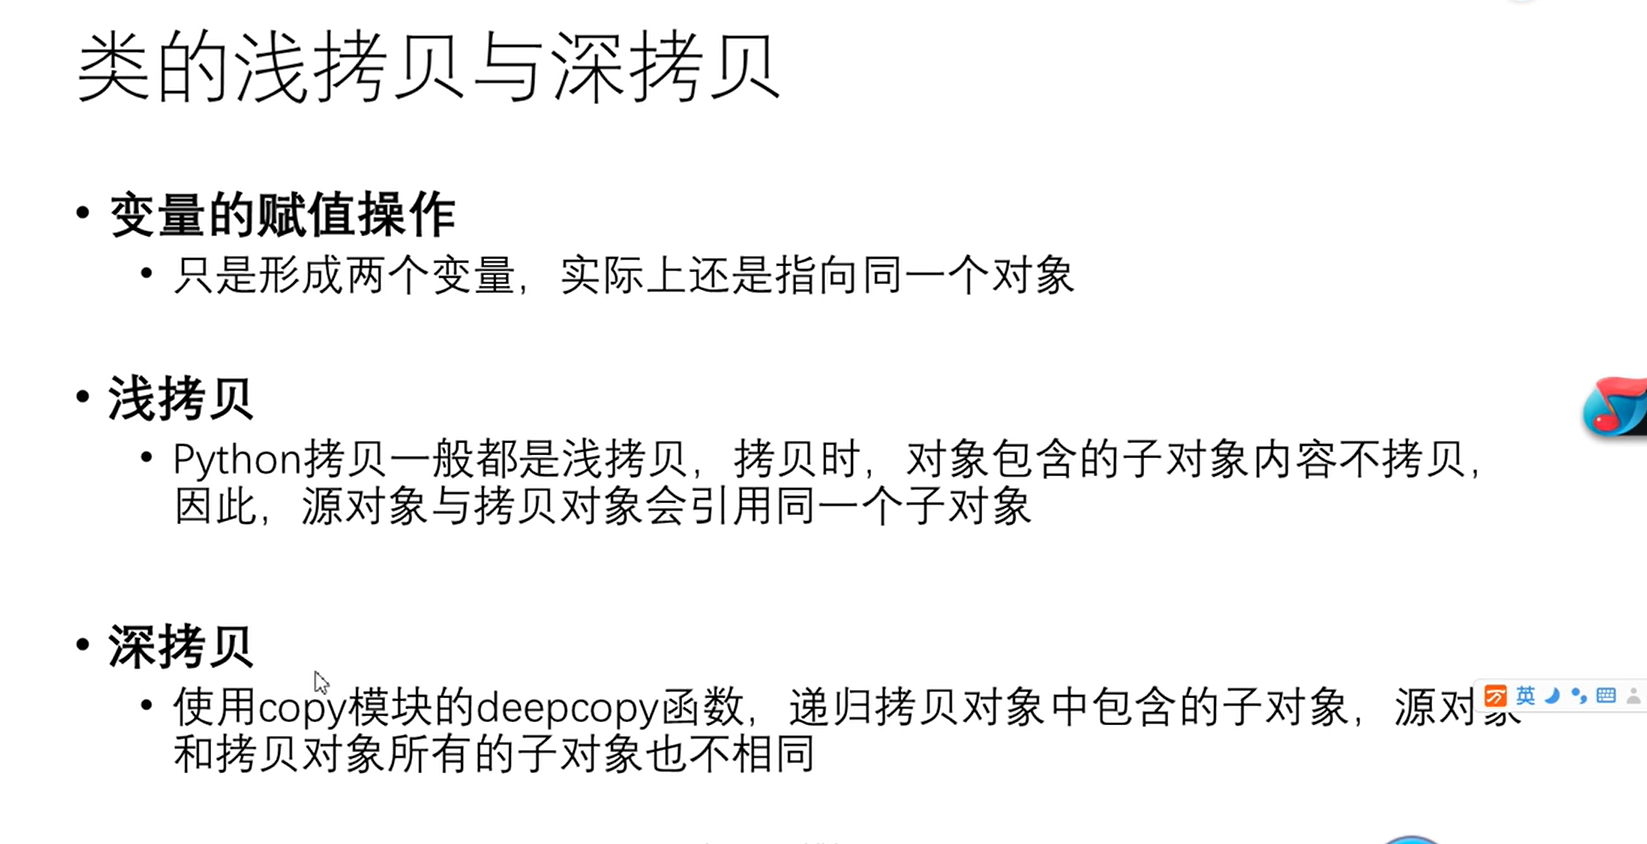 类的浅拷贝与深拷贝
• 变量的赋值操作
• 只是形成两个变量，实际上还是指向同一个对象
• 浅拷贝
• Python拷贝一般都是浅拷贝，拷贝时，对象包含的子对象内容不拷贝，
因此，源对象与拷贝对象会引用同一个子对象
• 深拷贝
• 使用copy模块的deepcopy函数，递归拷贝对象中包含的子对象，源对象
和拷贝对象所有的子对象也不相同
万 英